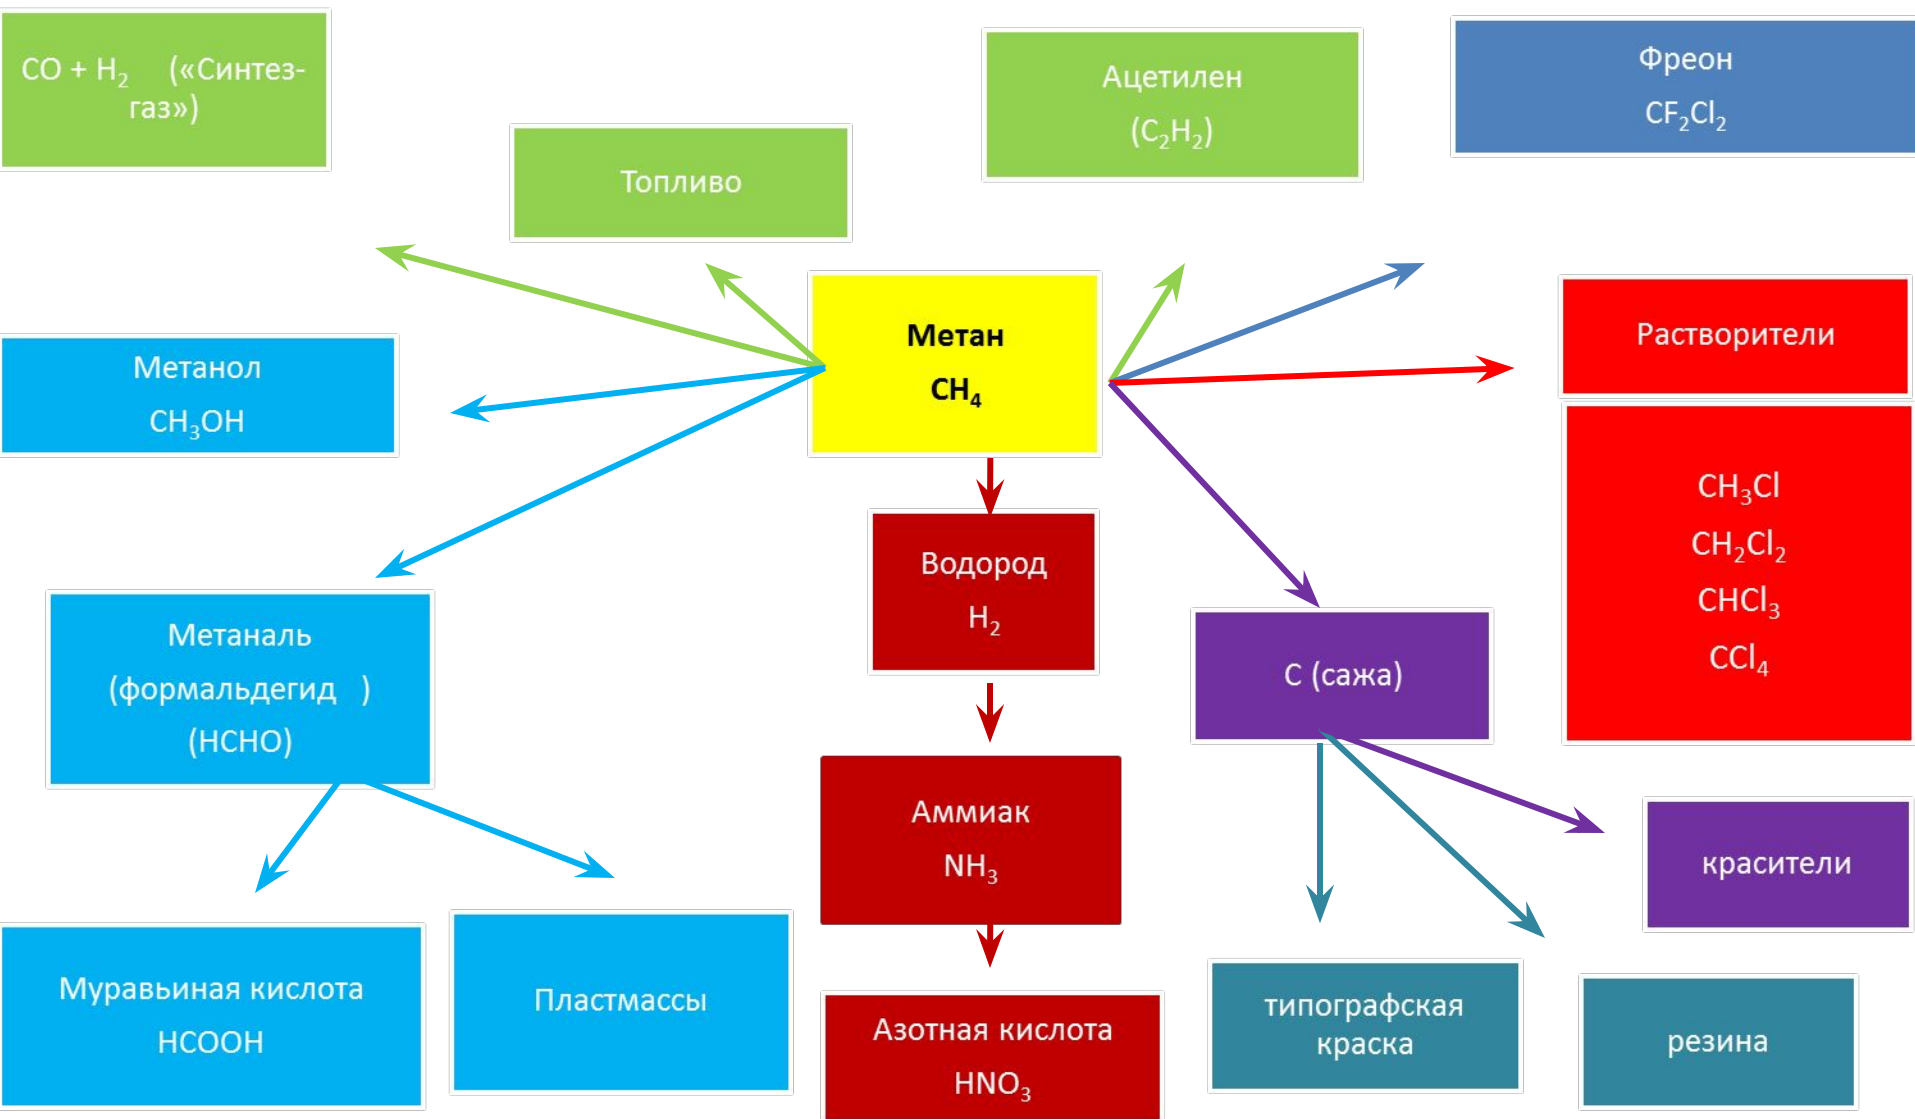 CO + H₂ («Синтез-
газ»)
Топливо
Ацетилен
(C₂H₂)
Фреон
CF₂Cl₂
Метан
CH₄
Растворители
Метанол
CH₃OH
CH₃Cl
CH₂Cl₂
CHCl₃
CCl₄
Водород
H₂
Метаналь
(формальдегид )
(HCHO)
С (сажа)
Аммиак
NH₃
красители
Муравьиная кислота
HCOOH
Пластмассы
Азотная кислота
HNO₃
типографская
краска
резина